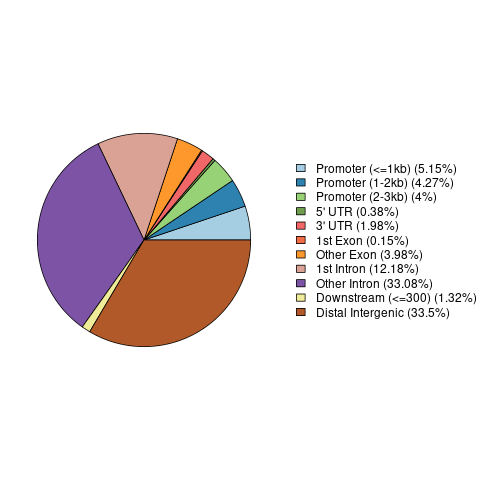 Promoter (<=1kb) (5.15%)
Promoter (1-2kb) (4.27%)
Promoter (2-3kb) (4%)
5' UTR (0.38%)
3' UTR (1.98%)
1st Exon (0.15%)
Other Exon (3.98%)
1st Intron (12.18%)
Other Intron (33.08%)
Downstream (<=300) (1.32%)
Distal Intergenic (33.5%)